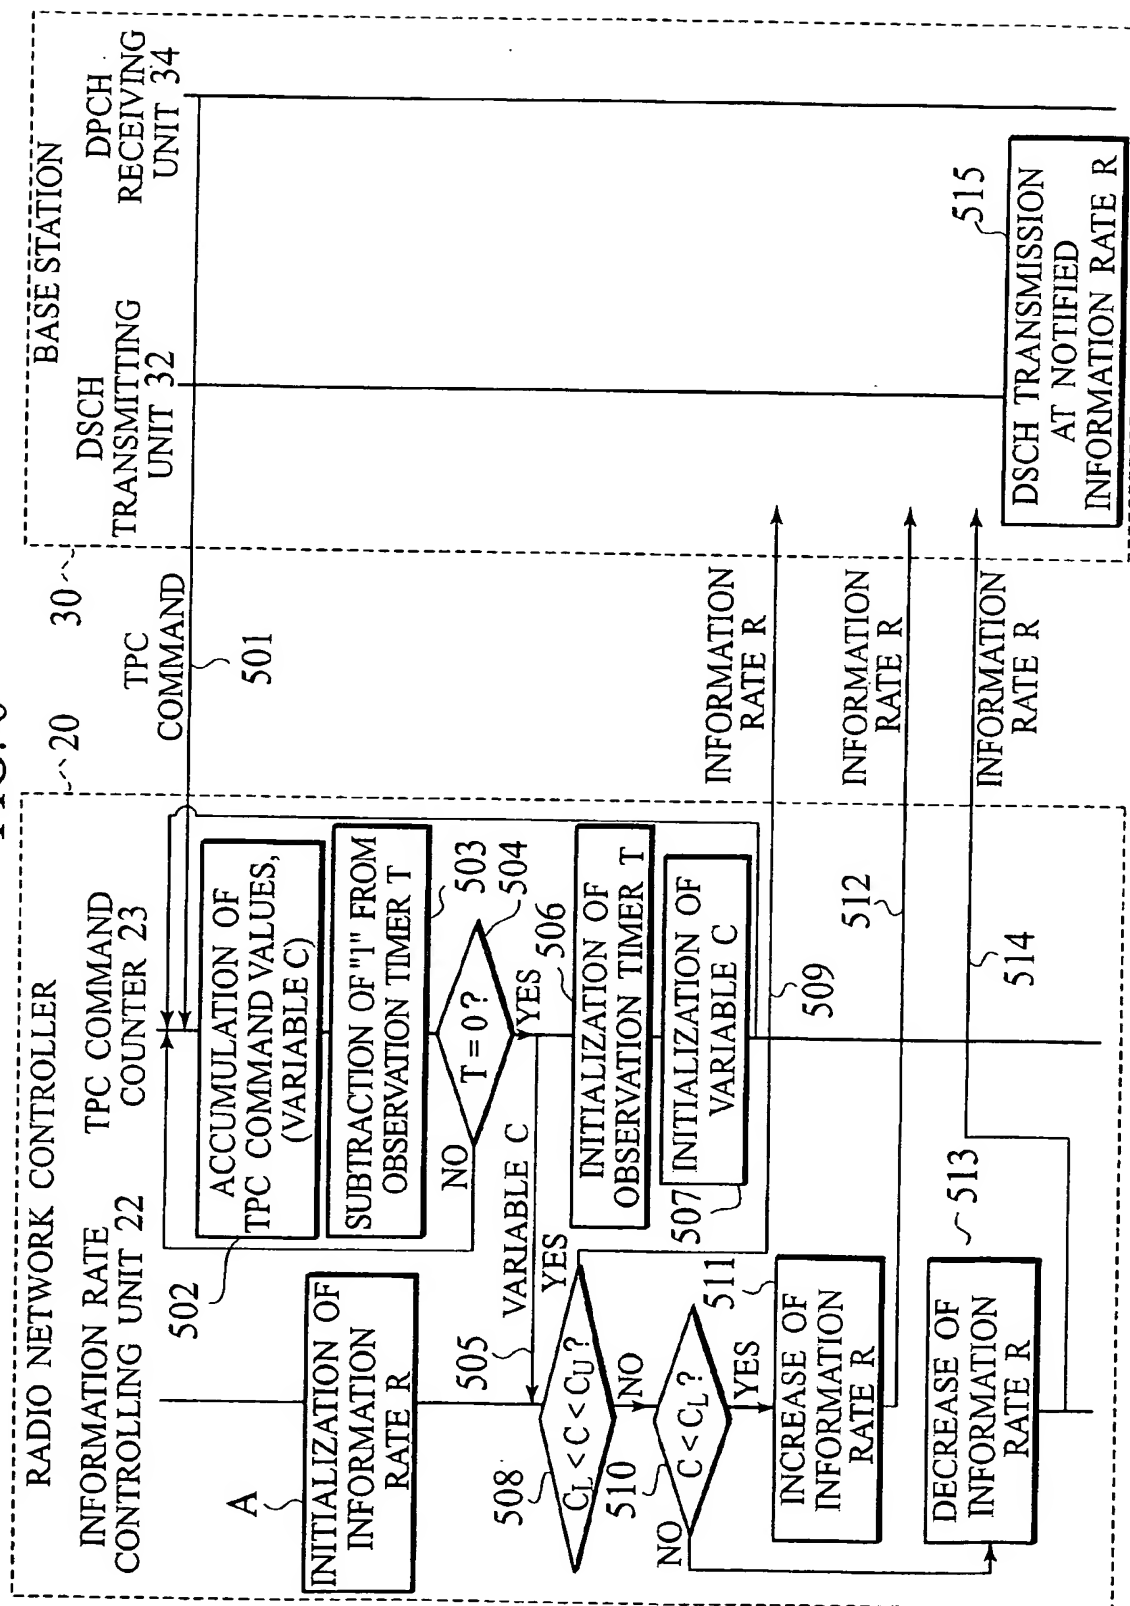 RADIO NETWORK CONTROLLER
20
INFORMATION RATE
CONTROLLING UNIT 22
TPC COMMAND
COUNTER 23
30
BASE STATION
DSCH
TRANSMITTING
UNIT 32
DPCH
RECEIVING
UNIT 34
TPC
COMMAND
501
A
INITIALIZATION OF
INFORMATION
RATE R
502
ACCUMULATION OF
TPC COMMAND VALUES,
(VARIABLE C)
SUBTRACTION OF "1" FROM
OBSERVATION TIMER T
503
504
T = 0 ?
NO
YES
505
VARIABLE C
506
INITIALIZATION OF
OBSERVATION TIMER T
507
INITIALIZATION OF
VARIABLE C
508
CL < C < CU ?
YES
NO
509
INFORMATION
RATE R
510
C < CL ?
NO
YES
511
INCREASE OF
INFORMATION
RATE R
512
INFORMATION
RATE R
513
DECREASE OF
INFORMATION
RATE R
514
INFORMATION
RATE R
515
DSCH TRANSMISSION
AT NOTIFIED
INFORMATION RATE R